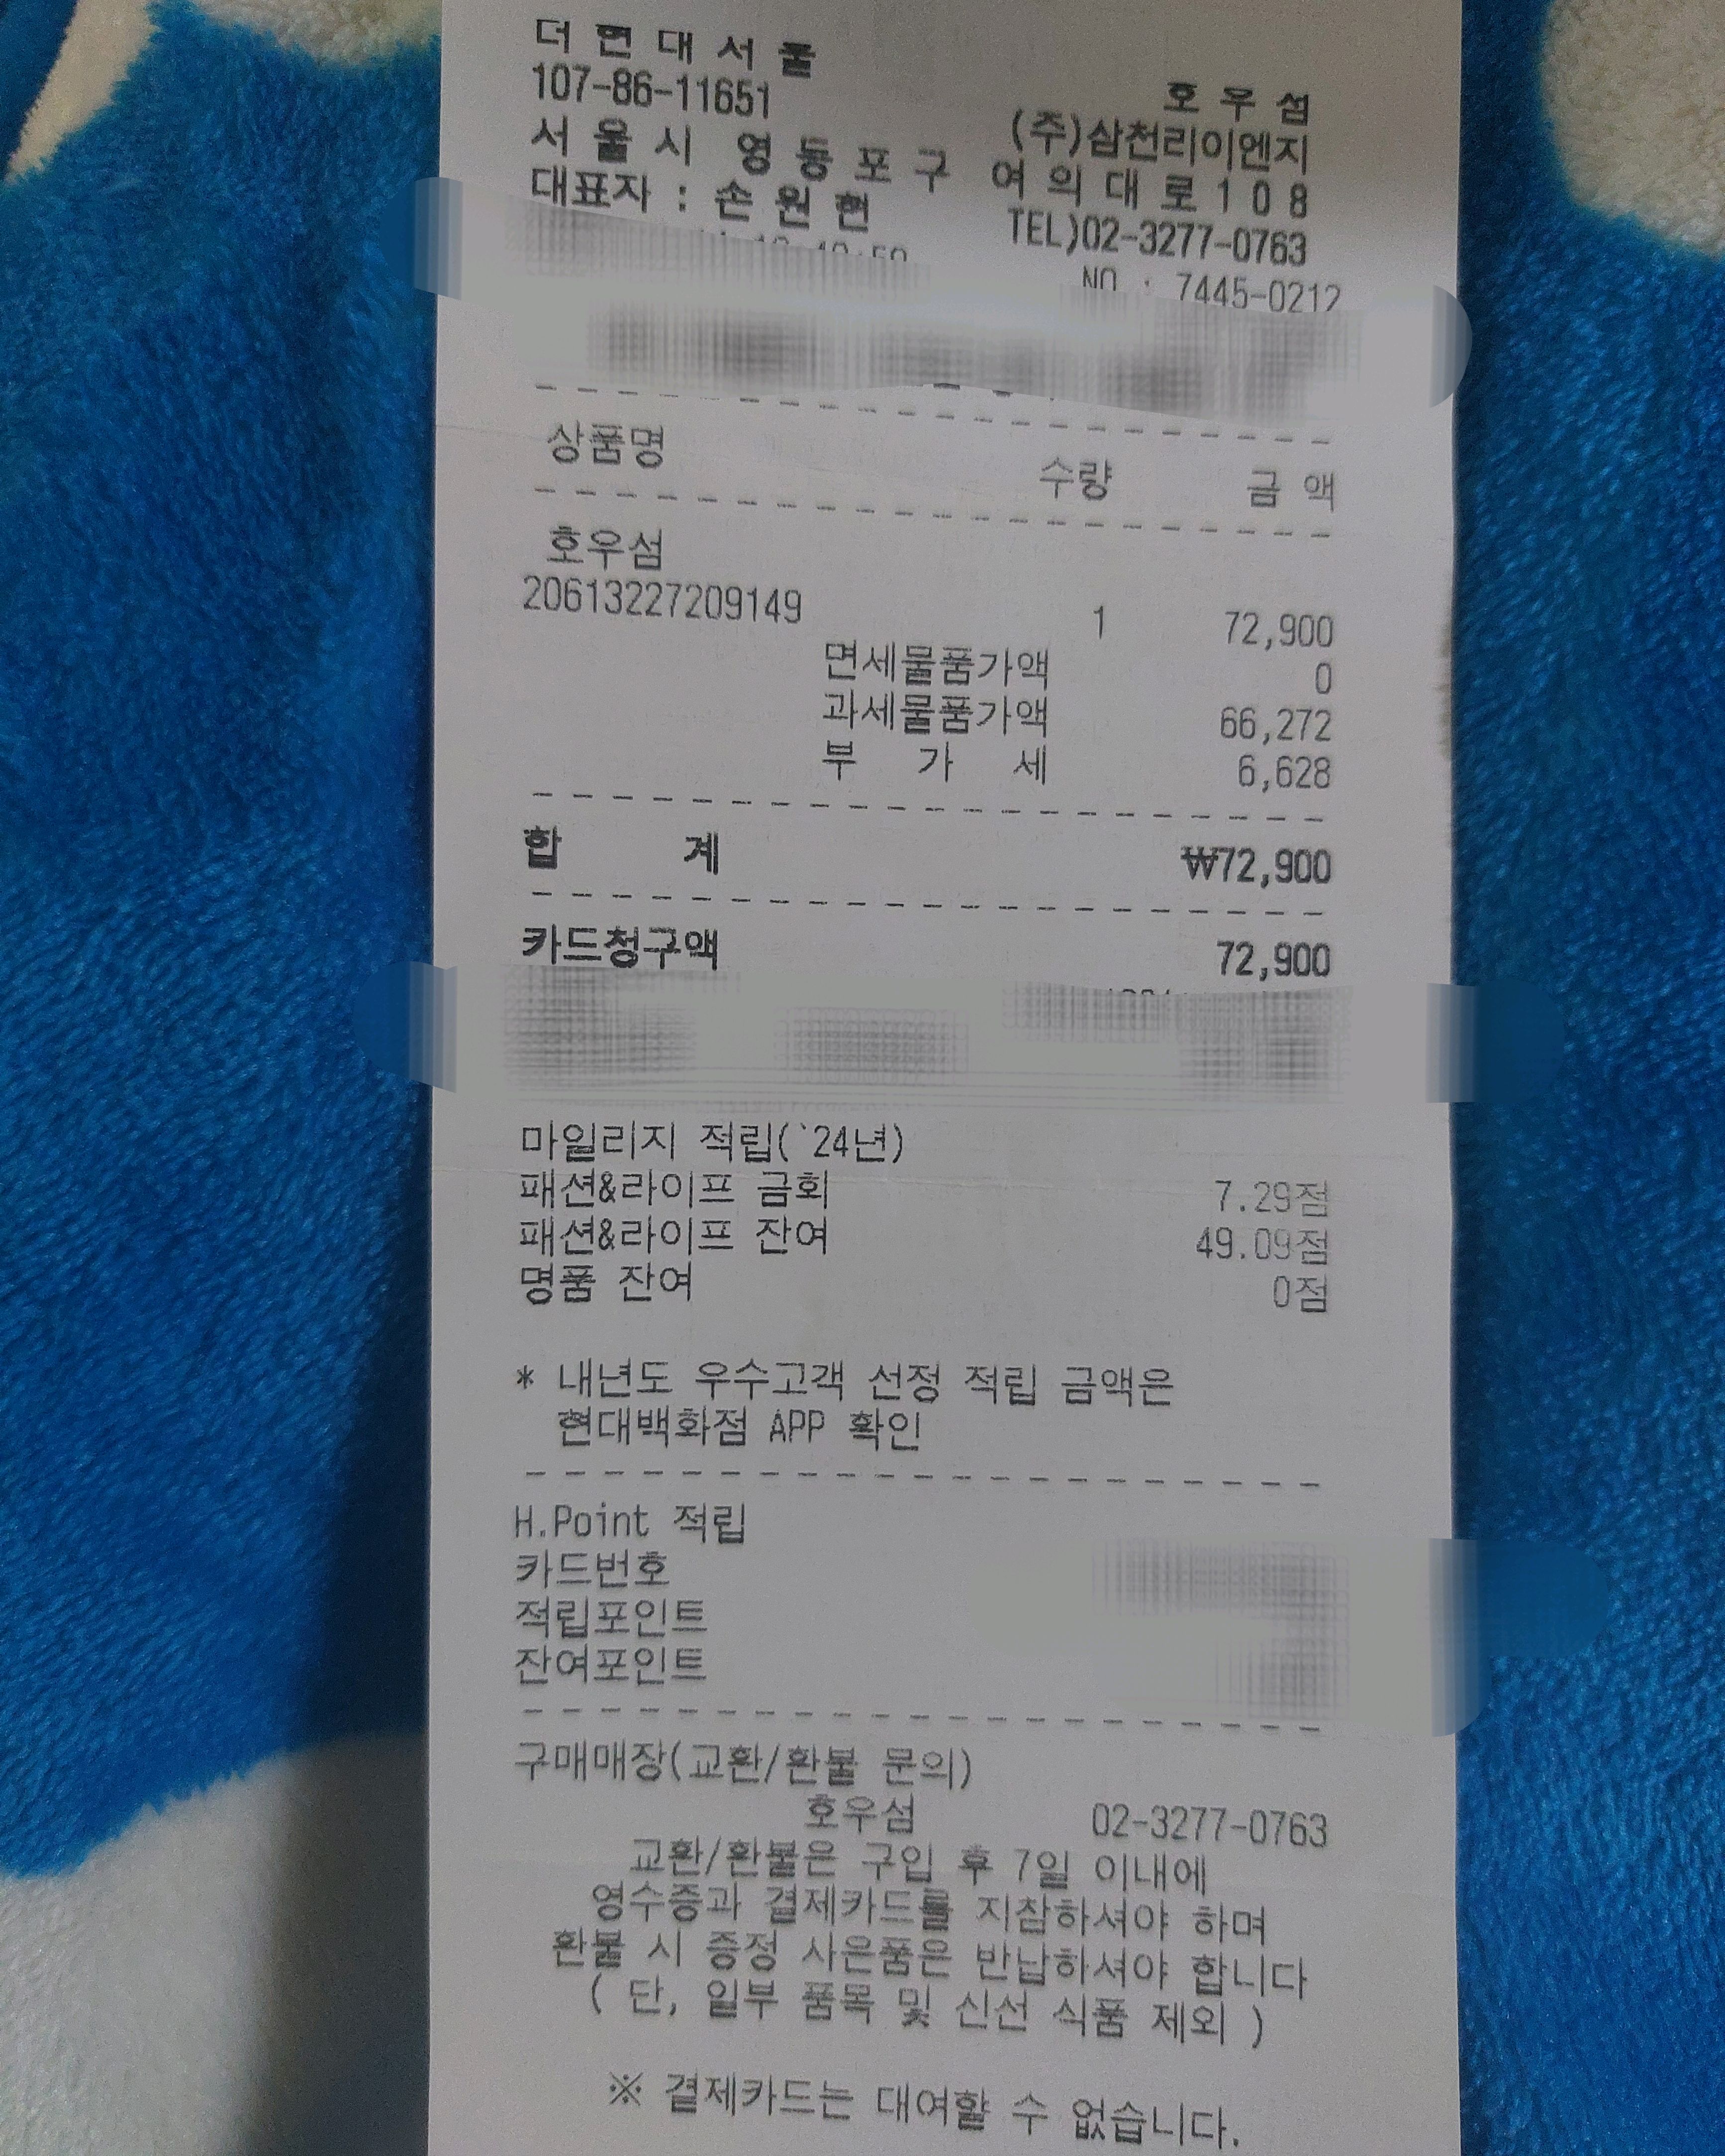 더현대서울
107-86-11651 호우섬
(주)삼천리이엔지
서울시 영등포구 여의대로108
대표자 : 손원현 TEL)02-3277-0763
NO : 7445-0212
상품명 수량 금 액
호우섬
20613227209149 1 72,900
면세물품가액 0
과세물품가액 66,272
부 가 세 6,628
합 계 ₩72,900
카드청구액 72,900
마일리지 적립(`24년)
패션&라이프 금회 7.29점
패션&라이프 잔여 49.09점
명품 잔여 0점
* 내년도 우수고객 선정 적립 금액은
현대백화점 APP 확인
H.Point 적립
카드번호
적립포인트
잔여포인트
구매매장(교환/환불 문의)
호우섬 02-3277-0763
교환/환불은 구입 후 7일 이내에
영수증과 결제카드를 지참하셔야 하며
환불 시 증정 사은품은 반납하셔야 합니다
( 단, 일부 품목 및 신선 식품 제외 )
※ 결제카드는 대여할 수 없습니다.